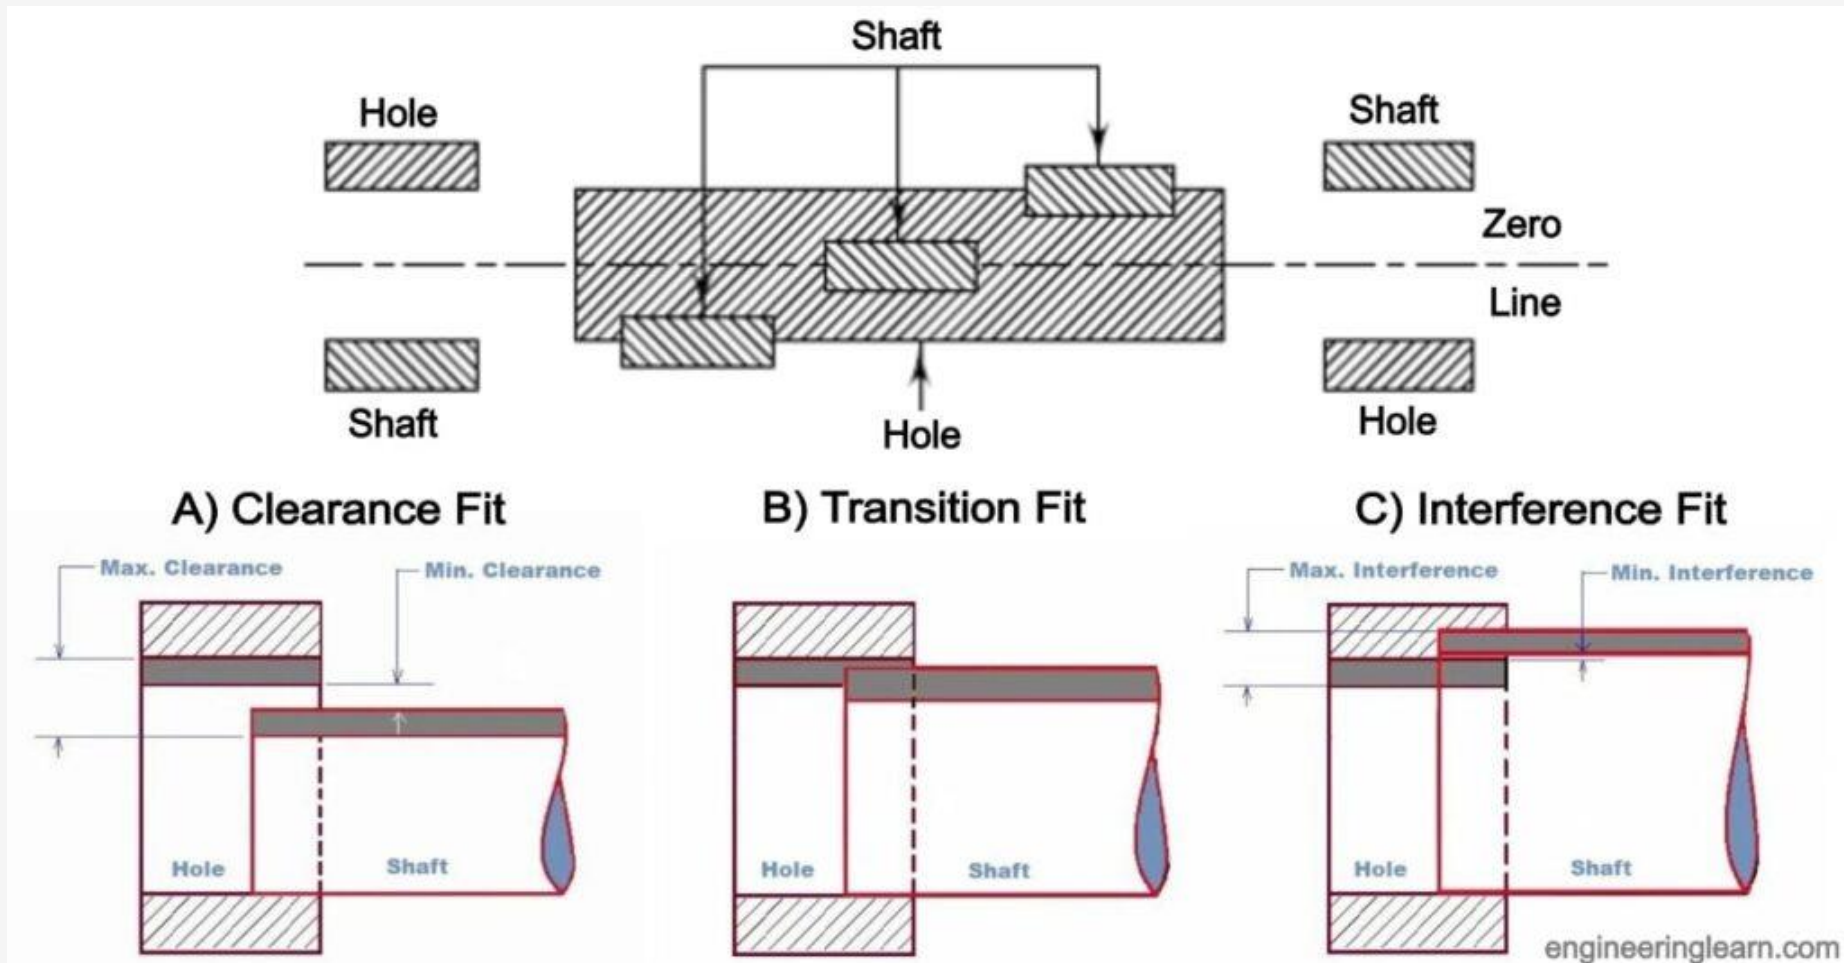 Shaft
Hole
Shaft
Zero
Line
Shaft
Hole
Hole
A) Clearance Fit
B) Transition Fit
C) Interference Fit
Max. Clearance
Min. Clearance
Max. Interference
Min. Interference
Hole
Shaft
Hole
Shaft
Hole
Shaft
engineeringlearn.com